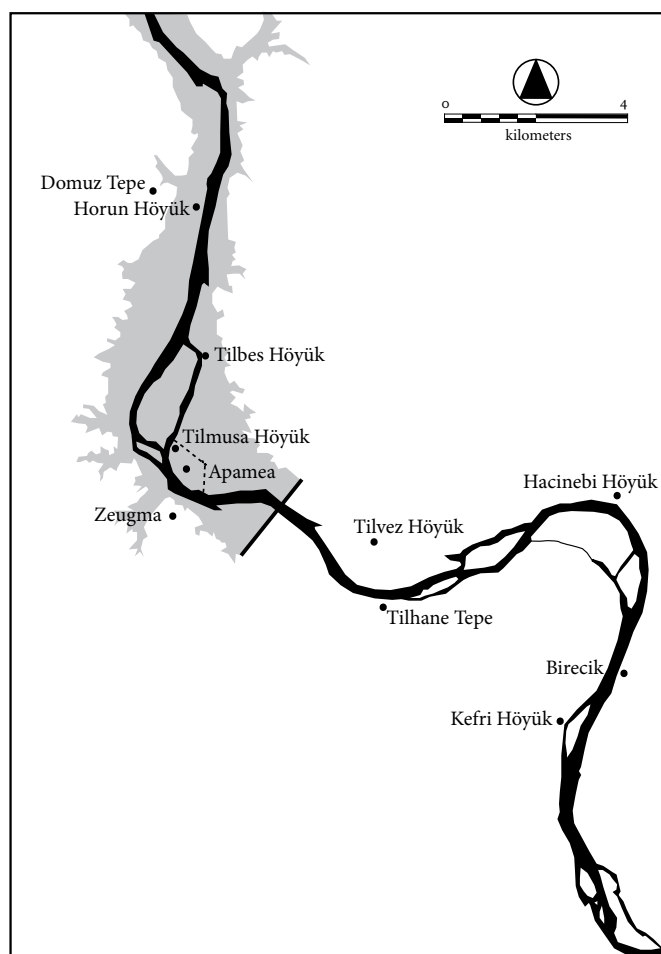 0 4
kilometers
Domuz Tepe
Horun Höyük
Tilbes Höyük
Tilmusa Höyük
Apamea
Hacinebi Höyük
Zeugma
Tilvez Höyük
Tilhane Tepe
Birecik
Kefri Höyük